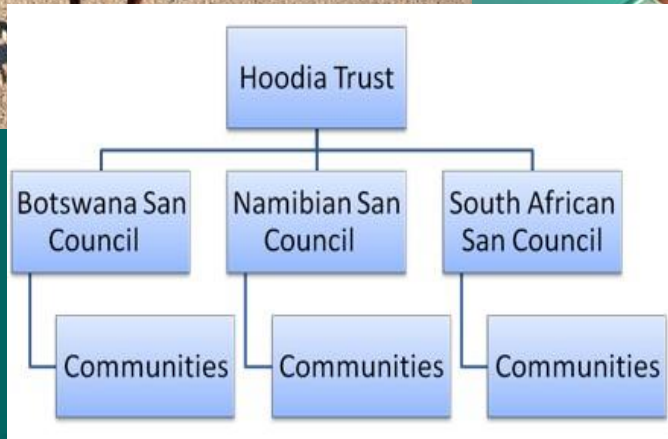 Hoodia Trust
Botswana San
Council
Namibian San
Council
South African
San Council
Communities
Communities
Communities